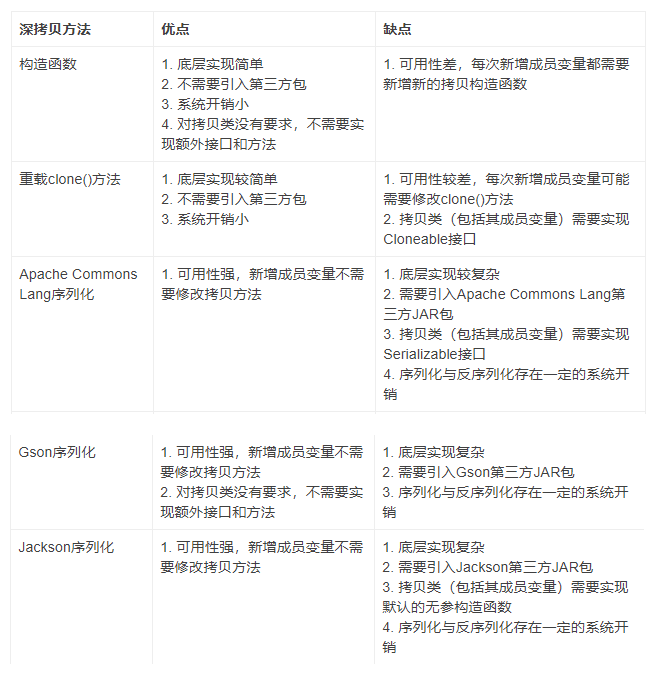 深拷贝方法
优点
缺点
构造函数
1. 底层实现简单
2. 不需要引入第三方包
3. 系统开销小
4. 对拷贝类没有要求，不需要实
现额外接口和方法
1. 可用性差，每次新增成员变量都需要
新增新的拷贝构造函数
重载clone()方法
1. 底层实现较简单
2. 不需要引入第三方包
3. 系统开销小
1. 可用性较差，每次新增成员变量可能
需要修改clone()方法
2. 拷贝类（包括其成员变量）需要实现
Cloneable接口
Apache Commons
Lang序列化
1. 可用性强，新增成员变量不需
要修改拷贝方法
1. 底层实现较复杂
2. 需要引入Apache Commons Lang第
三方JAR包
3. 拷贝类（包括其成员变量）需要实现
Serializable接口
4. 序列化与反序列化存在一定的系统开
销
Gson序列化
1. 可用性强，新增成员变量不需
要修改拷贝方法
2. 对拷贝类没有要求，不需要实
现额外接口和方法
1. 底层实现复杂
2. 需要引入Gson第三方JAR包
3. 序列化与反序列化存在一定的系统开
销
Jackson序列化
1. 可用性强，新增成员变量不需
要修改拷贝方法
1. 底层实现复杂
2. 需要引入Jackson第三方JAR包
3. 拷贝类（包括其成员变量）需要实现
默认的无参构造函数
4. 序列化与反序列化存在一定的系统开
销